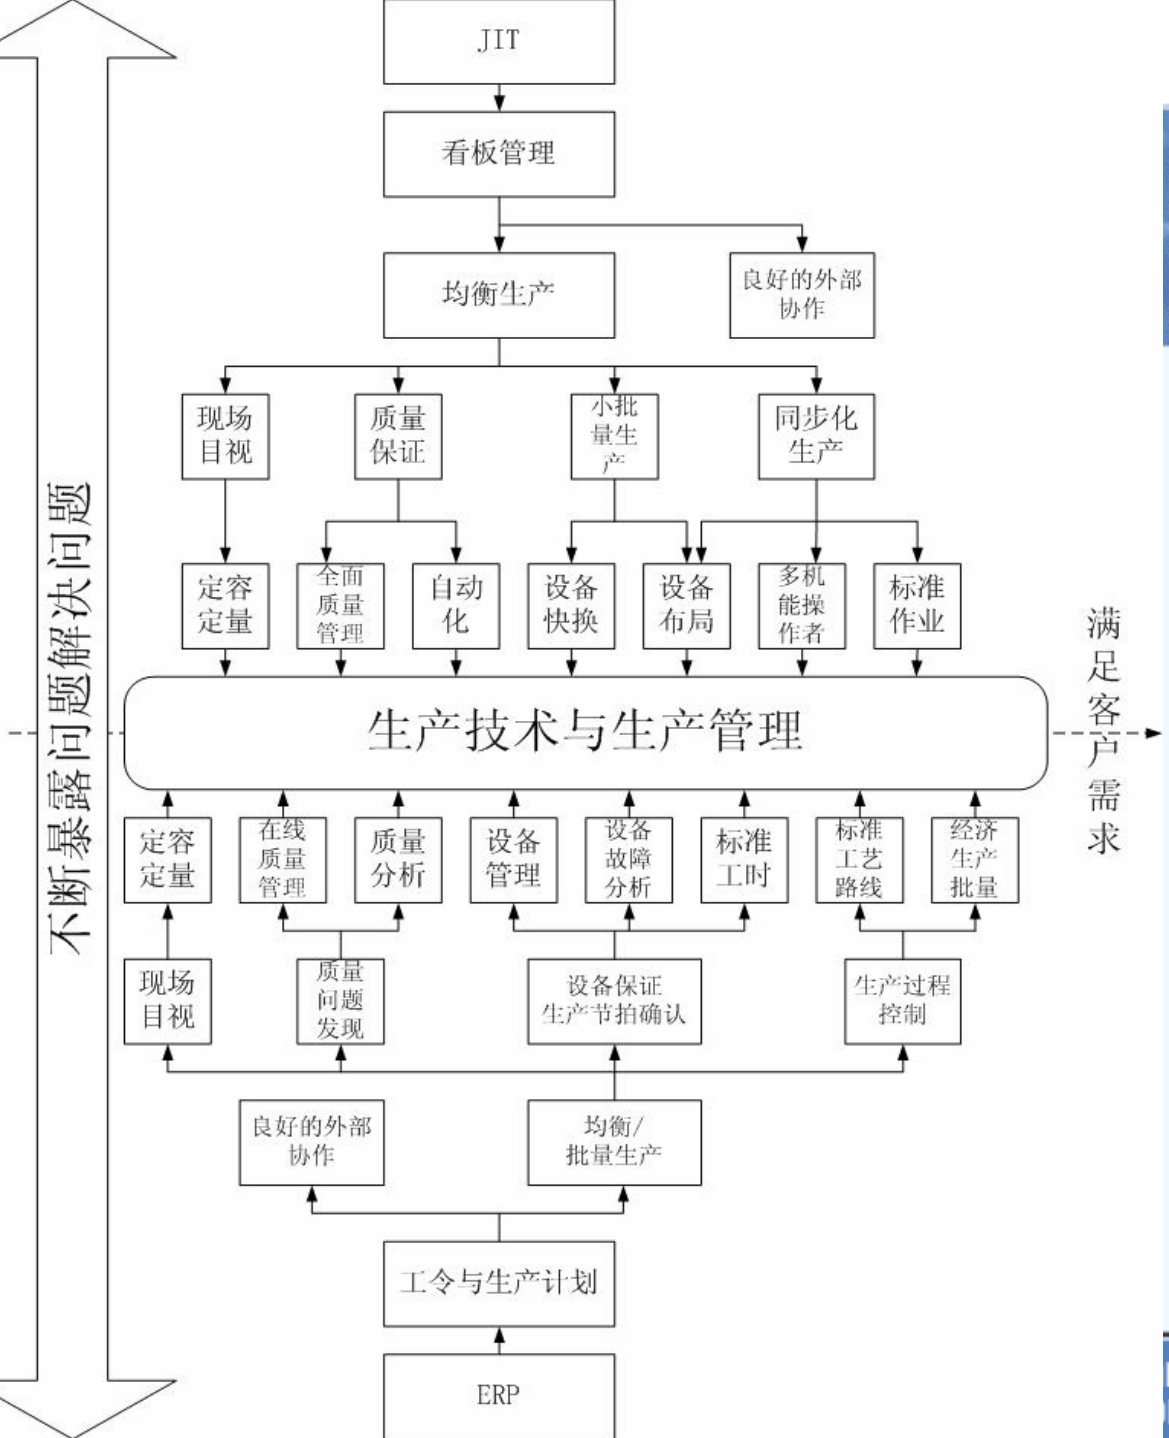 JIT
看板管理
均衡生产
良好的外部
协作
现场
目视
质量
保证
小批
量生
产
同步化
生产
定容
定量
全面
质量
管理
自动
化
设备
快换
设备
布局
多机
能操
作者
标准
作业
不断暴露问题解决问题
生产技术与生产管理
满足客户需求
定容
定量
在线
质量
管理
质量
分析
设备
管理
设备
故障
分析
标准
工时
标准
工艺
路线
经济
生产
批量
现场
目视
质量
问题
发现
设备保证
生产节拍确认
生产过程
控制
良好的外部
协作
均衡/
批量生产
工令与生产计划
ERP